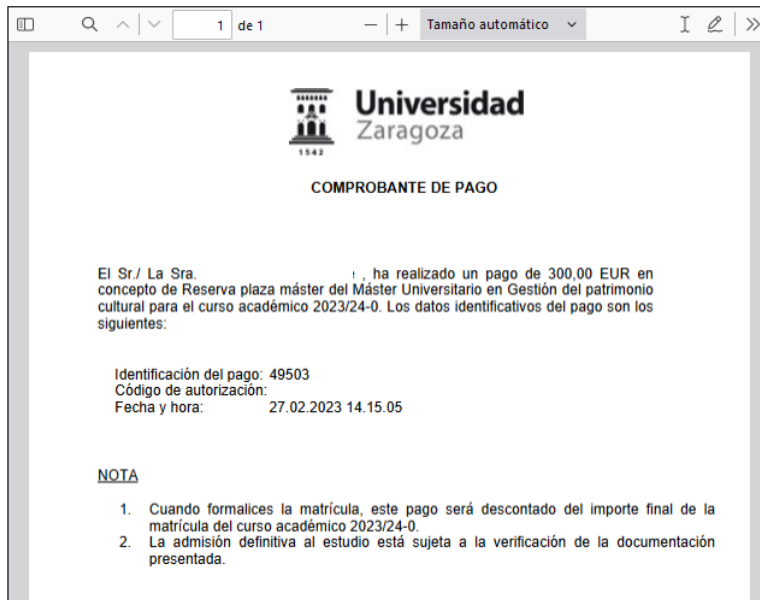 1 de 1
Tamaño automático
Universidad
Zaragoza
1542
COMPROBANTE DE PAGO
El Sr./ La Sra. , ha realizado un pago de 300,00 EUR en
concepto de Reserva plaza máster del Máster Universitario en Gestión del patrimonio
cultural para el curso académico 2023/24-0. Los datos identificativos del pago son los
siguientes:
Identificación del pago: 49503
Código de autorización:
Fecha y hora: 27.02.2023 14.15.05
NOTA
1. Cuando formalices la matrícula, este pago será descontado del importe final de la
matrícula del curso académico 2023/24-0.
2. La admisión definitiva al estudio está sujeta a la verificación de la documentación
presentada.